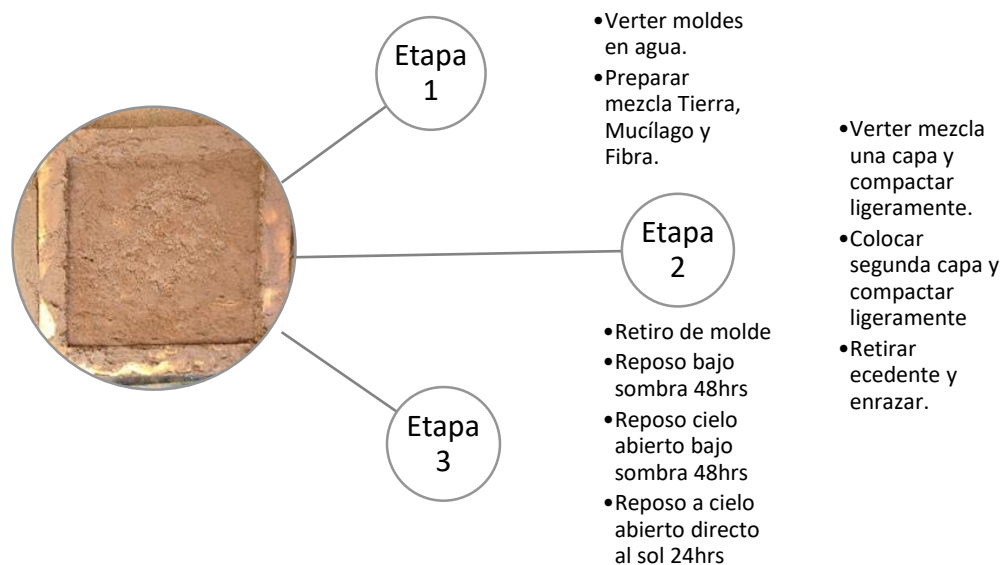 Etapa
1
•Verter moldes
en agua.
•Preparar
mezcla Tierra,
Mucílago y
Fibra.
Etapa
2
•Verter mezcla
una capa y
compactar
ligeramente.
•Colocar
segunda capa y
compactar
ligeramente
•Retirar
ecedente y
enrazar.
Etapa
3
•Retiro de molde
•Reposo bajo
sombra 48hrs
•Reposo cielo
abierto bajo
sombra 48hrs
•Reposo a cielo
abierto directo
al sol 24hrs